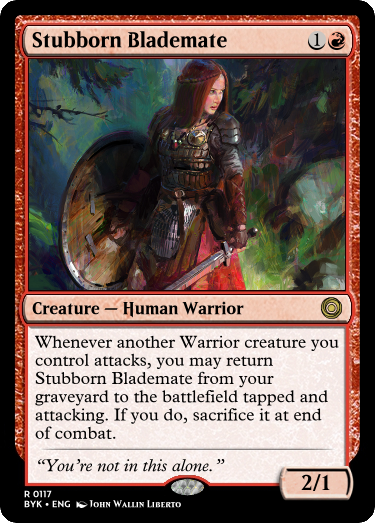 Stubborn Blademate 1
Creature — Human Warrior
Whenever another Warrior creature you
control attacks, you may return
Stubborn Blademate from your
graveyard to the battlefield tapped and
attacking. If you do, sacrifice it at end
of combat.
“You’re not in this alone.”
2/1
R 0117
BYK • ENG John Wallin Liberto